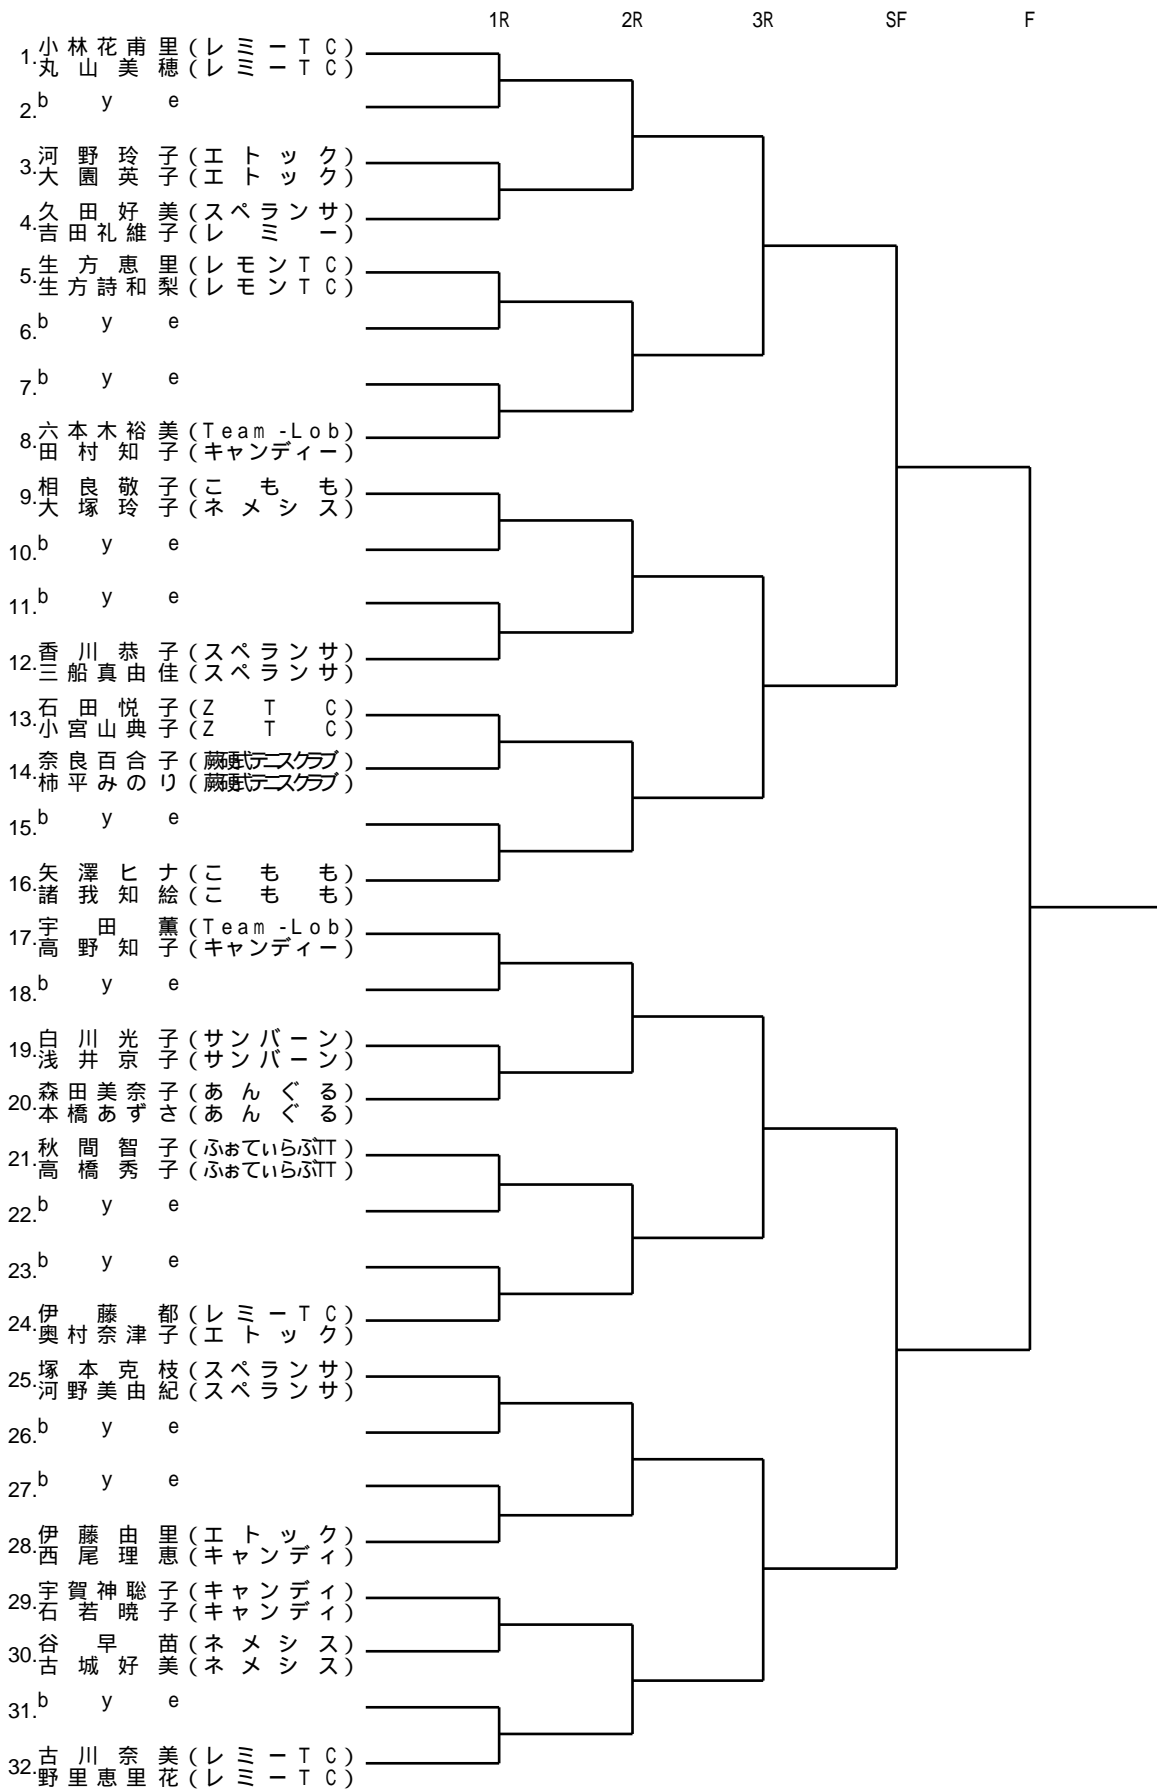 1R 2R 3R SF F
1. 小林花甫里(レミーTC)
丸山美穂(レミーTC)
2. bye
3. 河野玲子(エトック)
大園英子(エトック)
4. 久田好美(スペランサ)
吉田礼維子(レミー)
5. 生方恵里(レモンTC)
生方詩和梨(レモンTC)
6. bye
7. bye
8. 六本木裕美(Team-Lob)
田村知子(キャンディー)
9. 相良敬子(こもも)
大塚玲子(ネメシス)
10. bye
11. bye
12. 香川恭子(スペランサ)
三船真由佳(スペランサ)
13. 石田悦子(ZTC)
小宮山典子(ZTC)
14. 奈良百合子(蕨硬式テニスクラブ)
柿平みのり(蕨硬式テニスクラブ)
15. bye
16. 矢澤ヒナ(こもも)
諸我知絵(こもも)
17. 宇田薫(Team-Lob)
高野知子(キャンディー)
18. bye
19. 白川光子(サンバーン)
浅井京子(サンバーン)
20. 森田美奈子(あんぐる)
本橋あずさ(あんぐる)
21. 秋間智子(ふぉてぃらぶTT)
高橋秀子(ふぉてぃらぶTT)
22. bye
23. bye
24. 伊藤都(レミーTC)
奥村奈津子(エトック)
25. 塚本克枝(スペランサ)
河野美由紀(スペランサ)
26. bye
27. bye
28. 伊藤由里(エトック)
西尾理恵(キャンディ)
29. 宇賀神聡子(キャンディ)
石若暁子(キャンディ)
30. 谷早苗(ネメシス)
古城好美(ネメシス)
31. bye
32. 古川奈美(レミーTC)
野里恵里花(レミーTC)